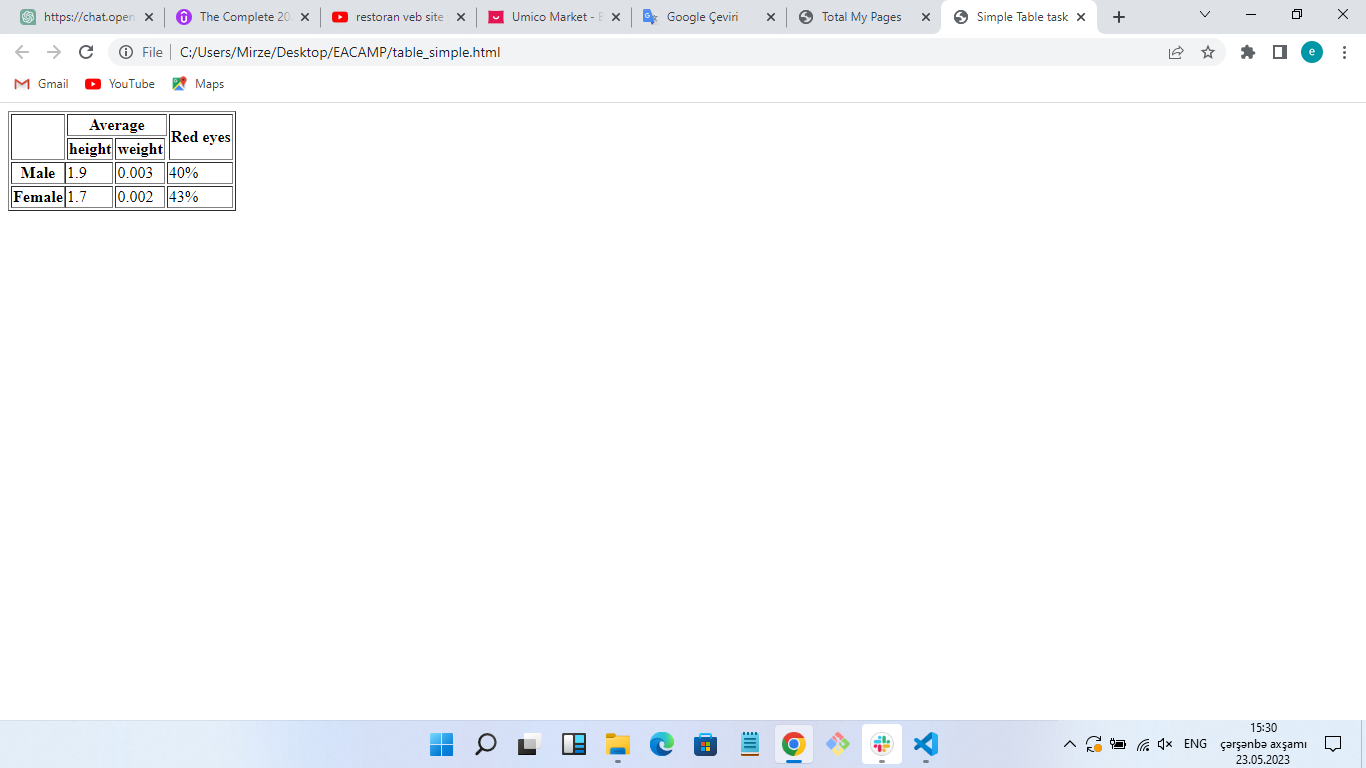 https://chat.open
The Complete 20
restoran veb site
Umico Market - E
Google Çeviri
Total My Pages
Simple Table task
File C:/Users/Mirze/Desktop/EACAMP/table_simple.html
e
Gmail YouTube Maps
Average Red eyes
height weight
Male 1.9 0.003 40%
Female 1.7 0.002 43%
ENG
15:30
çərşənbə axşamı
23.05.2023